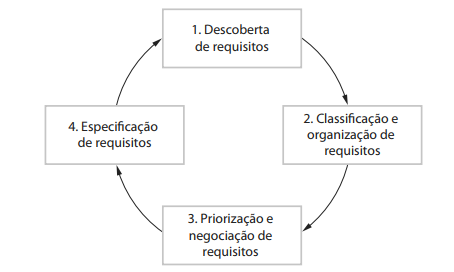 1. Descoberta
de requisitos
2. Classificação e
organização de
requisitos
3. Priorização e
negociação de
requisitos
4. Especificação
de requisitos